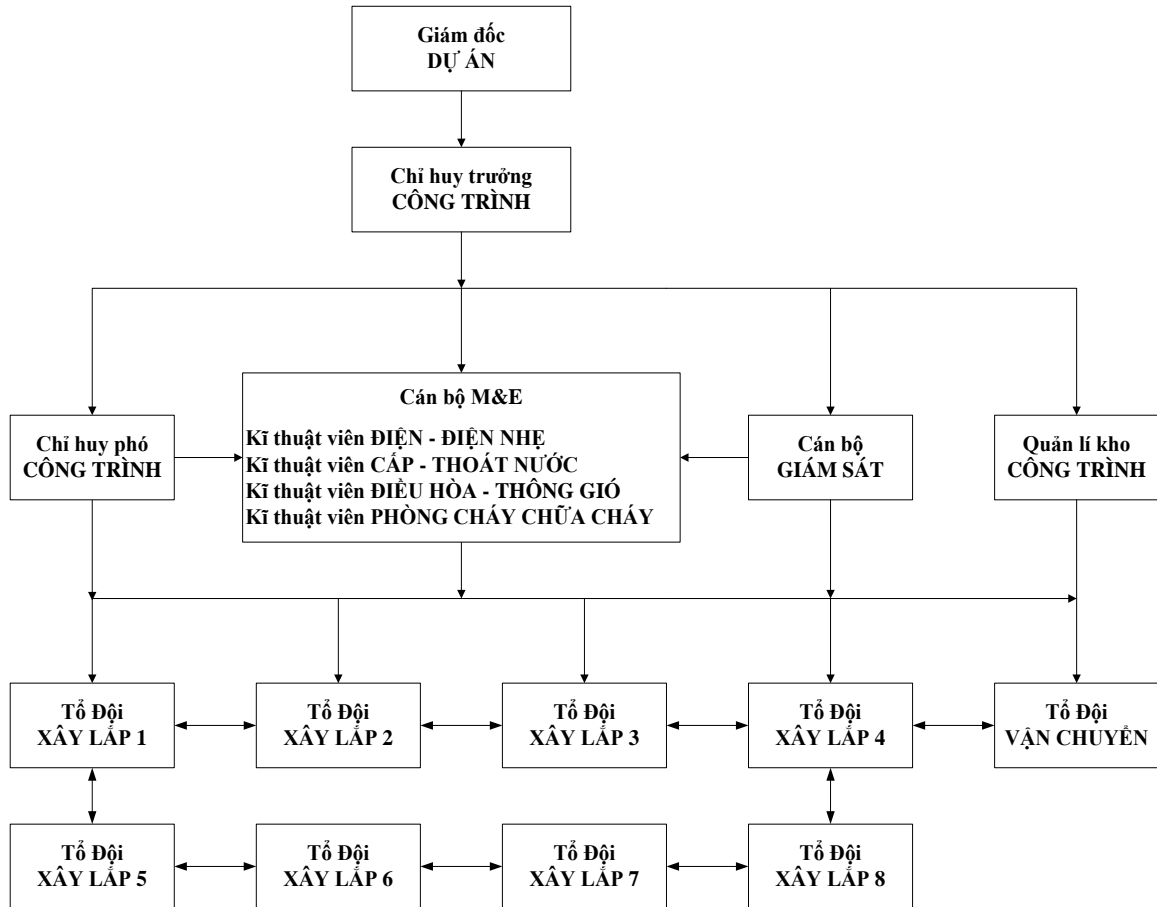 Giám đốc
DỰ ÁN
Chỉ huy trưởng
CÔNG TRÌNH
Chỉ huy phó
CÔNG TRÌNH
Cán bộ M&E
Kĩ thuật viên ĐIỆN - ĐIỆN NHẸ
Kĩ thuật viên CẤP - THOÁT NƯỚC
Kĩ thuật viên ĐIỀU HÒA - THÔNG GIÓ
Kĩ thuật viên PHÒNG CHÁY CHỮA CHÁY
Cán bộ
GIÁM SÁT
Quản lí kho
CÔNG TRÌNH
Tổ Đội
XÂY LẮP 1
Tổ Đội
XÂY LẮP 2
Tổ Đội
XÂY LẮP 3
Tổ Đội
XÂY LẮP 4
Tổ Đội
VẬN CHUYỂN
Tổ Đội
XÂY LẮP 5
Tổ Đội
XÂY LẮP 6
Tổ Đội
XÂY LẮP 7
Tổ Đội
XÂY LẮP 8